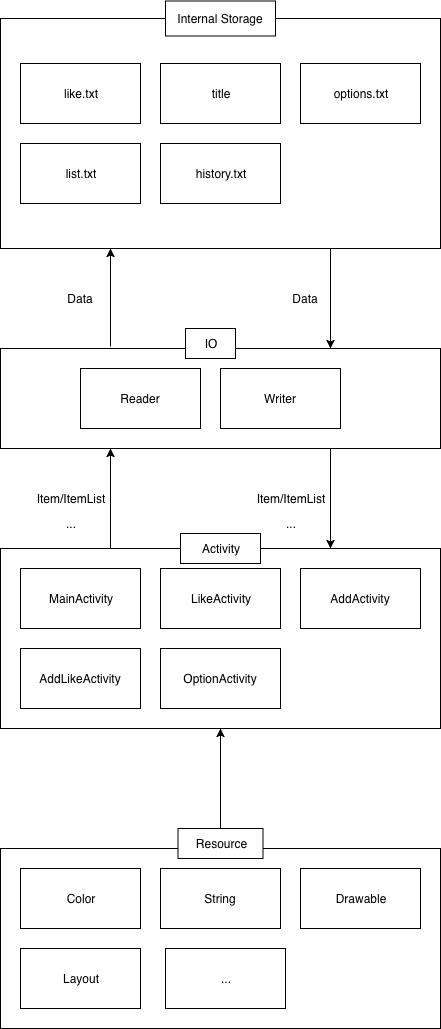 Internal Storage
like.txt
title
options.txt
list.txt
history.txt
Data
Data
IO
Reader
Writer
Item/ItemList
...
Item/ItemList
...
Activity
MainActivity
LikeActivity
AddActivity
AddLikeActivity
OptionActivity
Resource
Color
String
Drawable
Layout
...